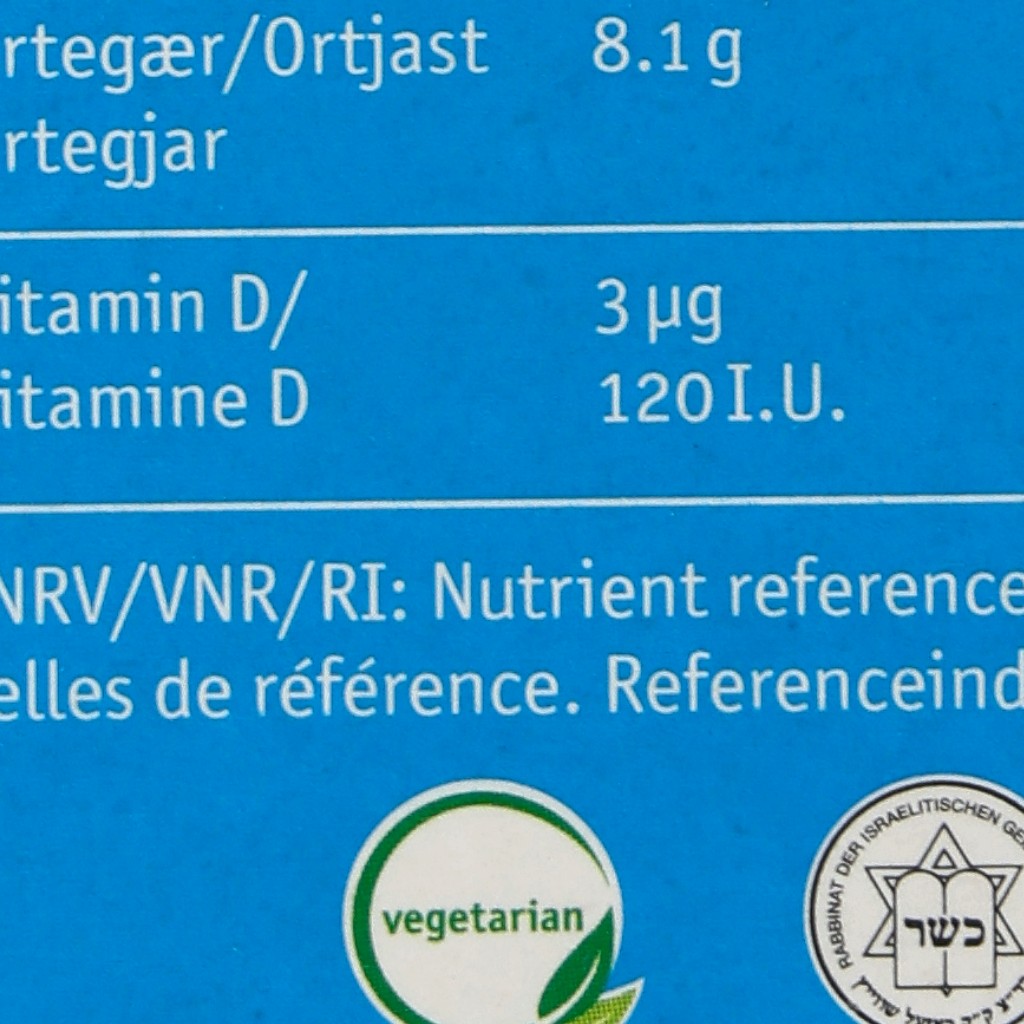 rtegær/Ortjast 8.1 g
rtegjar
itamin D/ 3 µg
itamine D 120 I.U.
NRV/VNR/RI: Nutrient reference
elles de référence. Referenceind
vegetarian
RABBINAT DER ISRAELITISCHEN GE
כשר